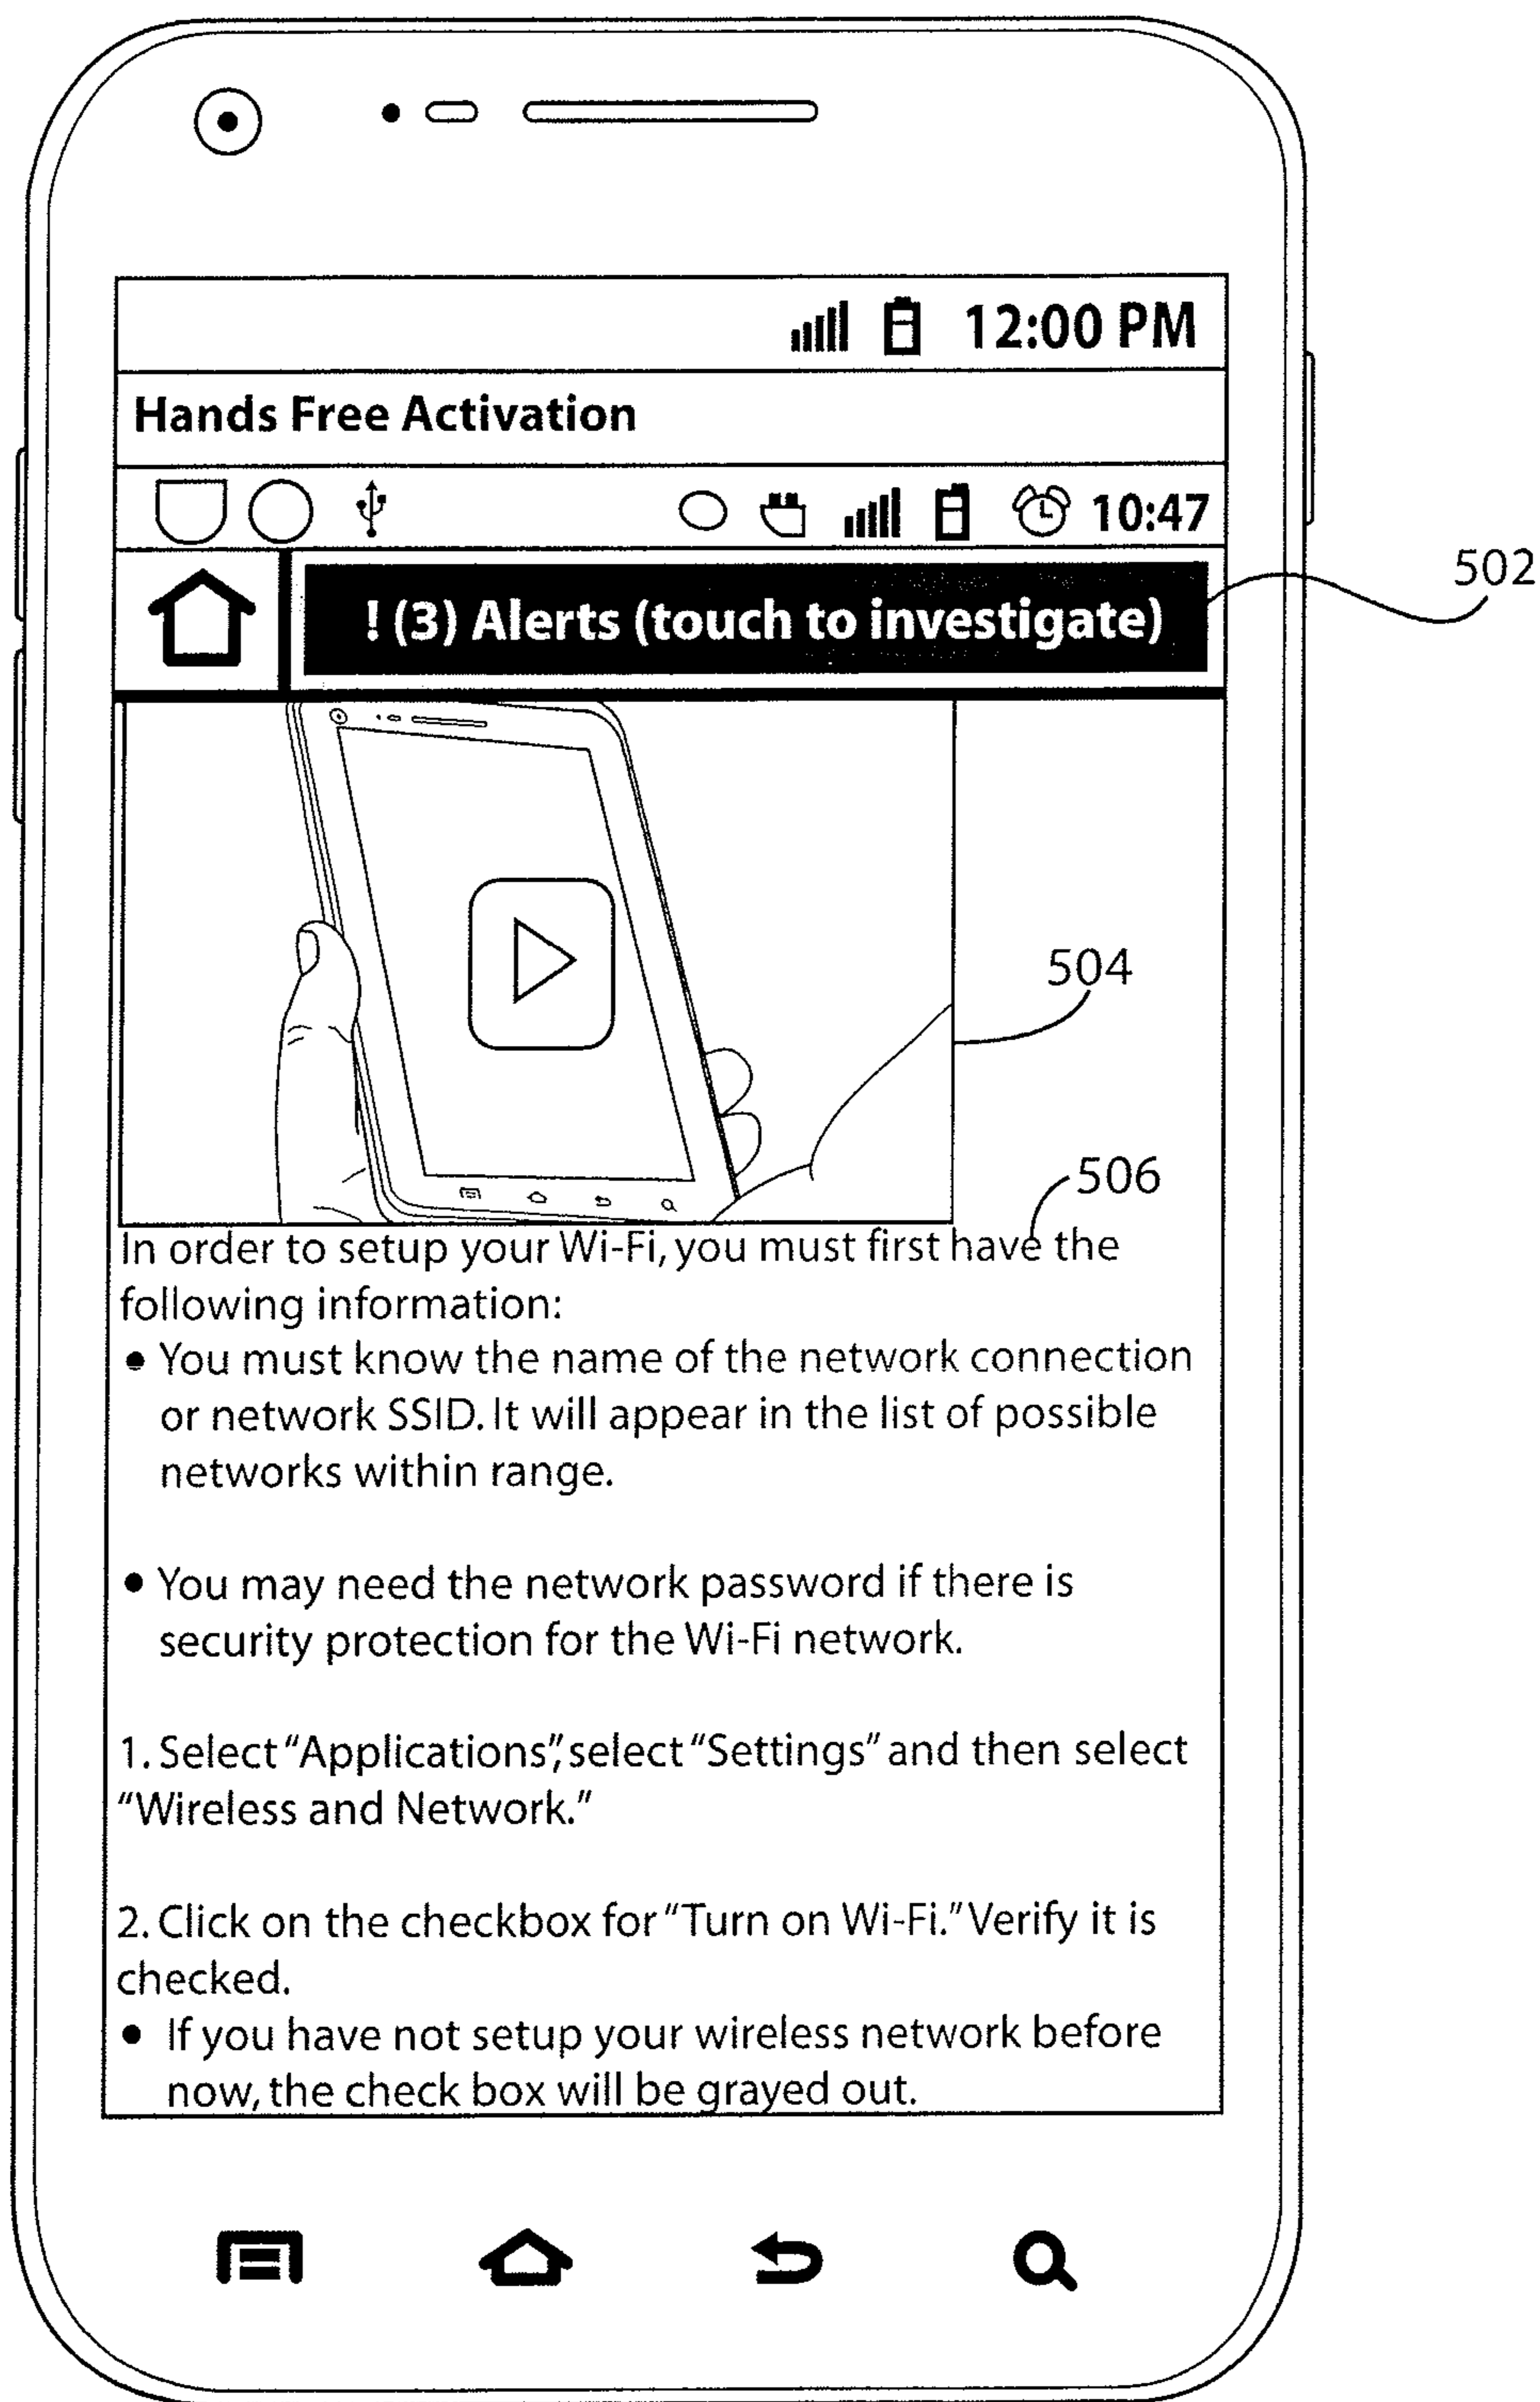 12:00 PM
Hands Free Activation
10:47
! (3) Alerts (touch to investigate)
502
504
506
In order to setup your Wi-Fi, you must first have the
following information:
• You must know the name of the network connection
or network SSID. It will appear in the list of possible
networks within range.
• You may need the network password if there is
security protection for the Wi-Fi network.
1. Select "Applications", select "Settings" and then select
"Wireless and Network."
2. Click on the checkbox for "Turn on Wi-Fi." Verify it is
checked.
• If you have not setup your wireless network before
now, the check box will be grayed out.